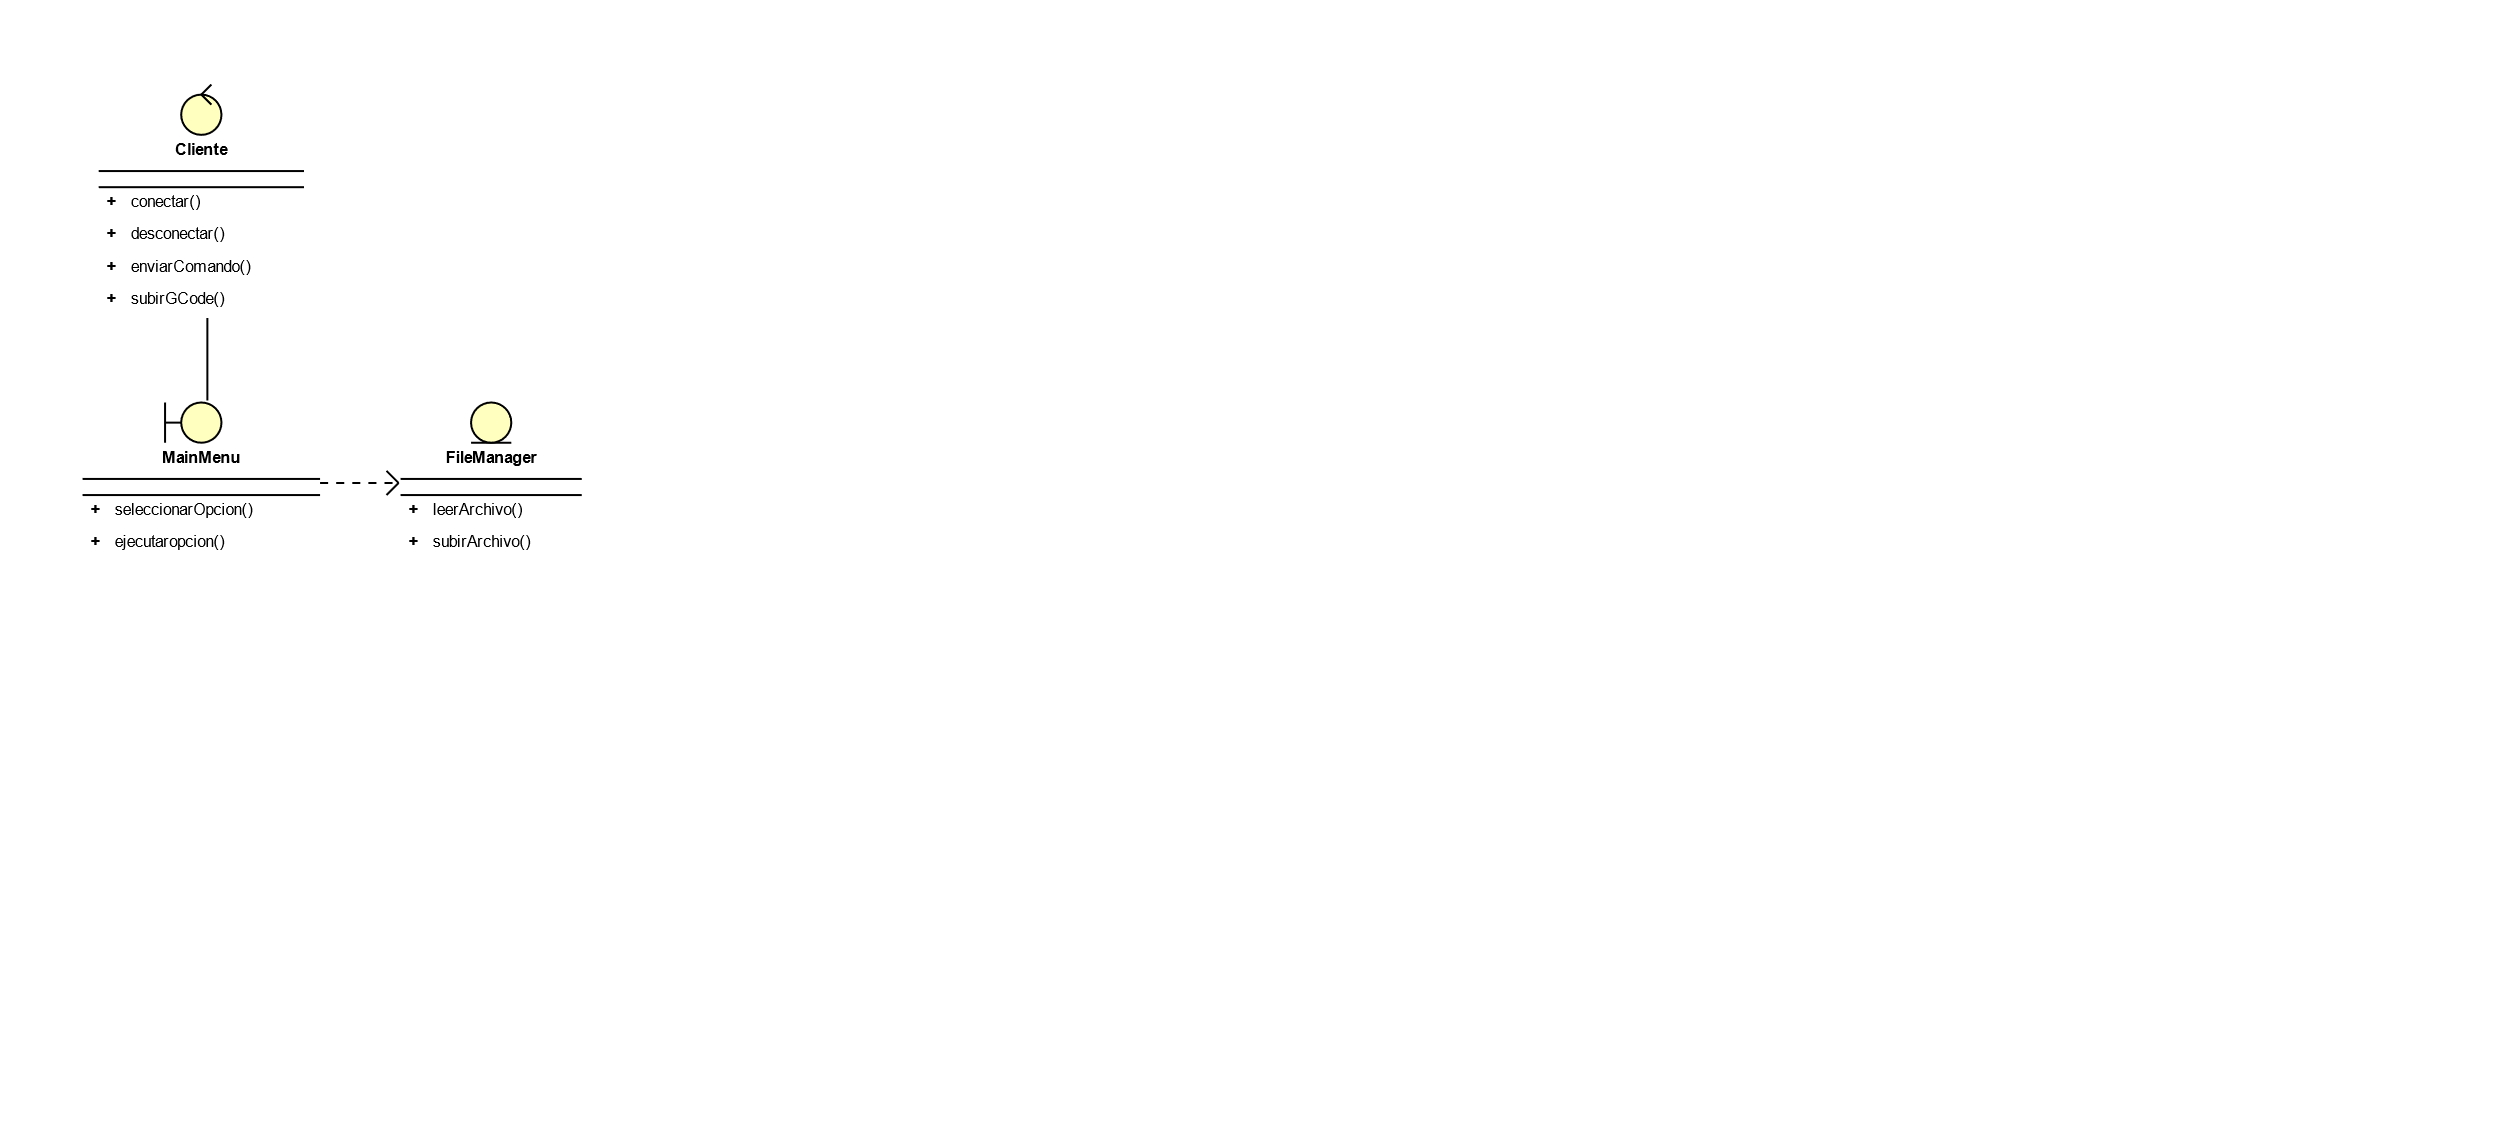 Cliente
+ conectar()
+ desconectar()
+ enviarComando()
+ subirGCode()
MainMenu
+ seleccionarOpcion()
+ ejecutaropcion()
FileManager
+ leerArchivo()
+ subirArchivo()